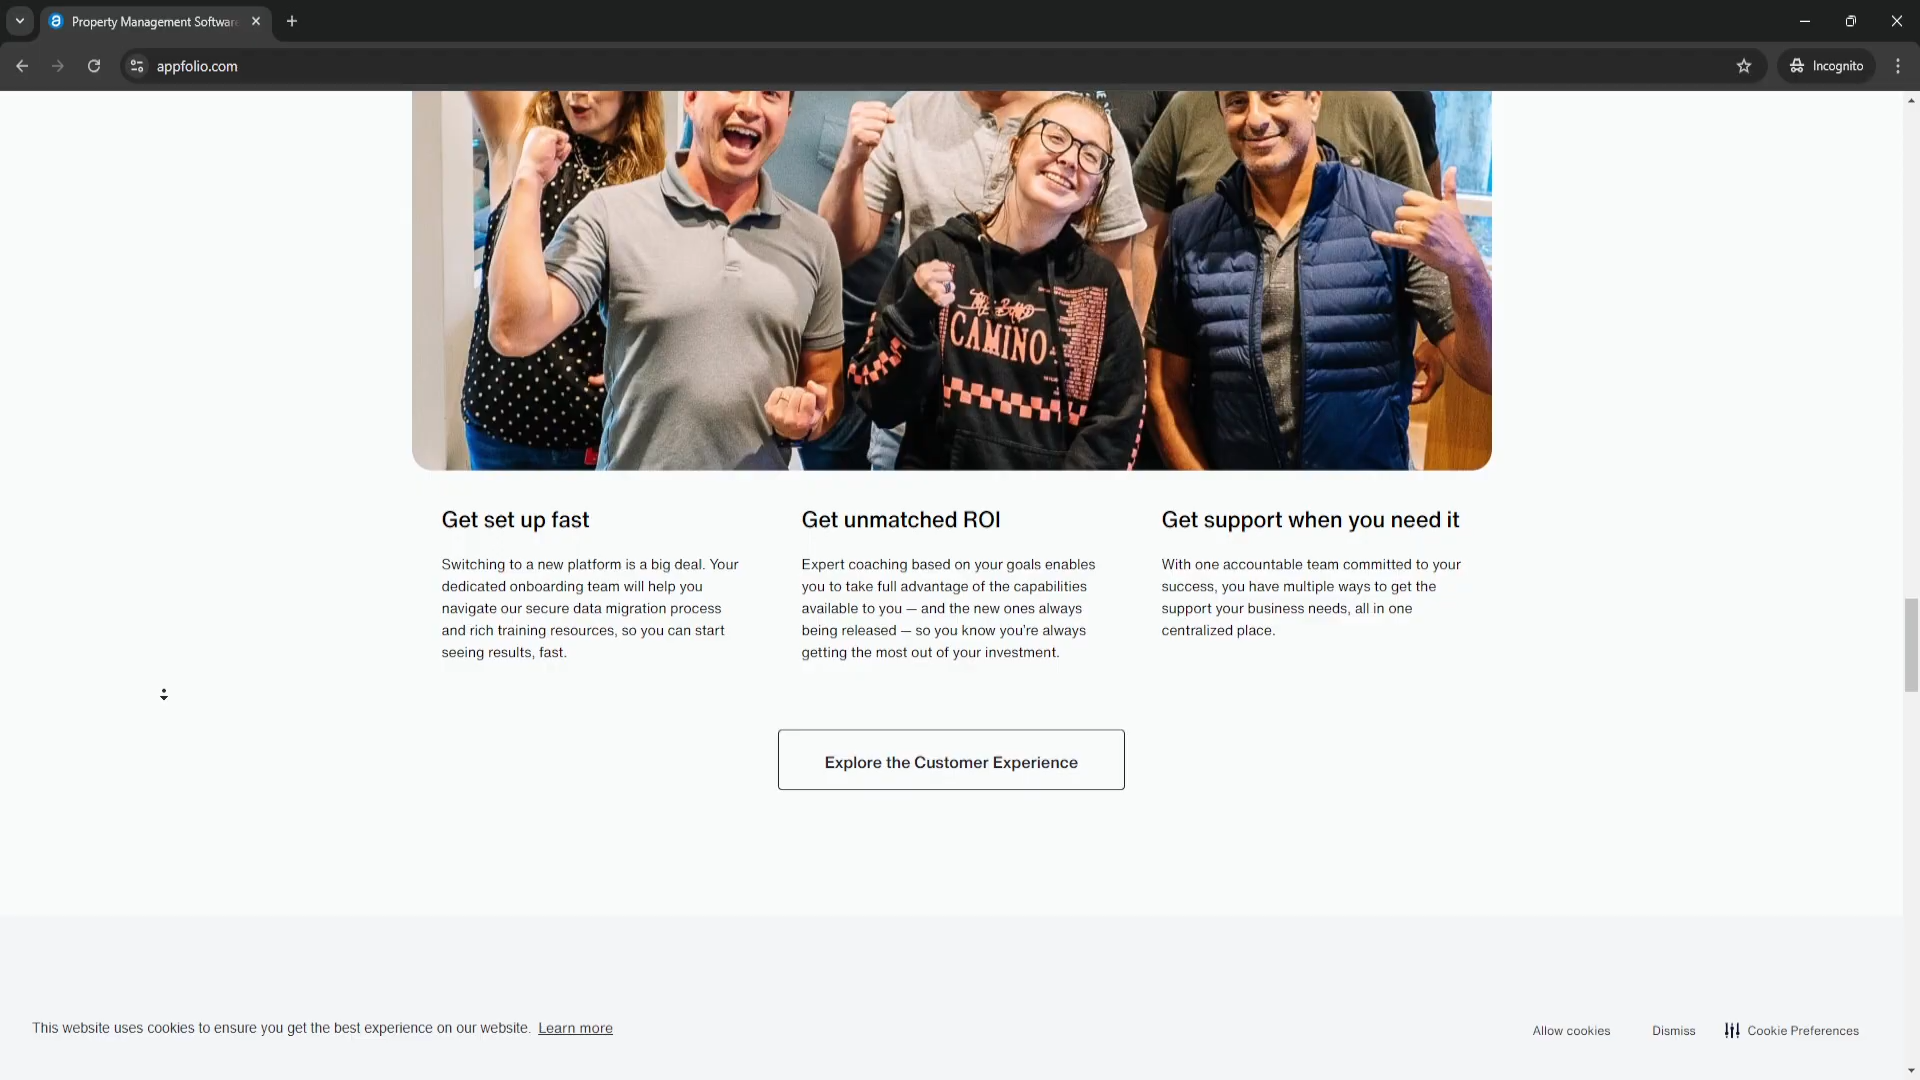 Property Management Softwar
appfolio.com
Incognito
CAMINO
Get set up fast
Switching to a new platform is a big deal. Your
dedicated onboarding team will help you
navigate our secure data migration process
and rich training resources, so you can start
seeing results, fast.
Get unmatched ROI
Expert coaching based on your goals enables
you to take full advantage of the capabilities
available to you — and the new ones always
being released — so you know you're always
getting the most out of your investment.
Get support when you need it
With one accountable team committed to your
success, you have multiple ways to get the
support your business needs, all in one
centralized place.
Explore the Customer Experience
This website uses cookies to ensure you get the best experience on our website. Learn more
Allow cookies
Dismiss
Cookie Preferences